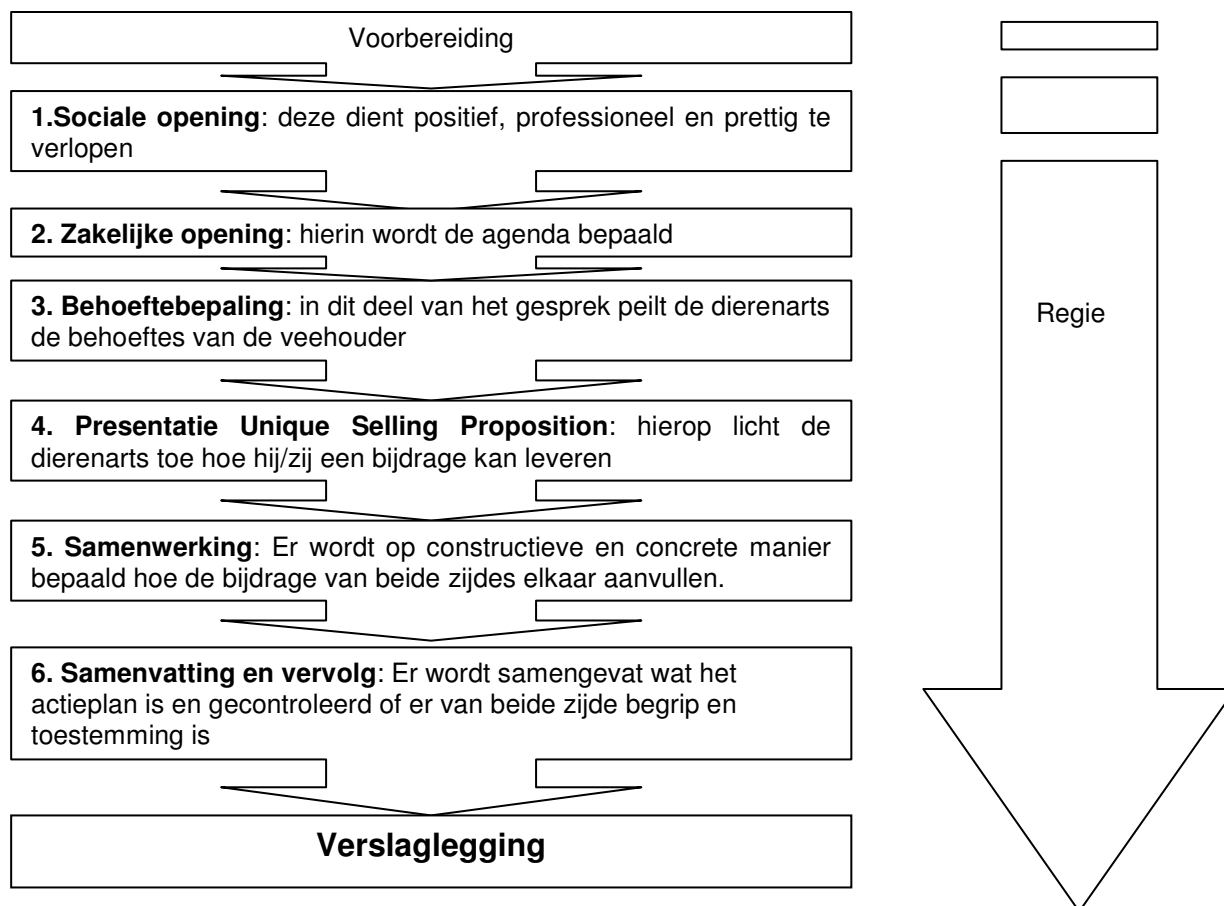 Voorbereiding
1.Sociale opening: deze dient positief, professioneel en prettig te
verlopen
2. Zakelijke opening: hierin wordt de agenda bepaald
3. Behoeftebepaling: in dit deel van het gesprek peilt de dierenarts
de behoeftes van de veehouder
Regie
4. Presentatie Unique Selling Proposition: hierop licht de
dierenarts toe hoe hij/zij een bijdrage kan leveren
5. Samenwerking: Er wordt op constructieve en concrete manier
bepaald hoe de bijdrage van beide zijdes elkaar aanvullen.
6. Samenvatting en vervolg: Er wordt samengevat wat het
actieplan is en gecontroleerd of er van beide zijde begrip en
toestemming is
Verslaglegging